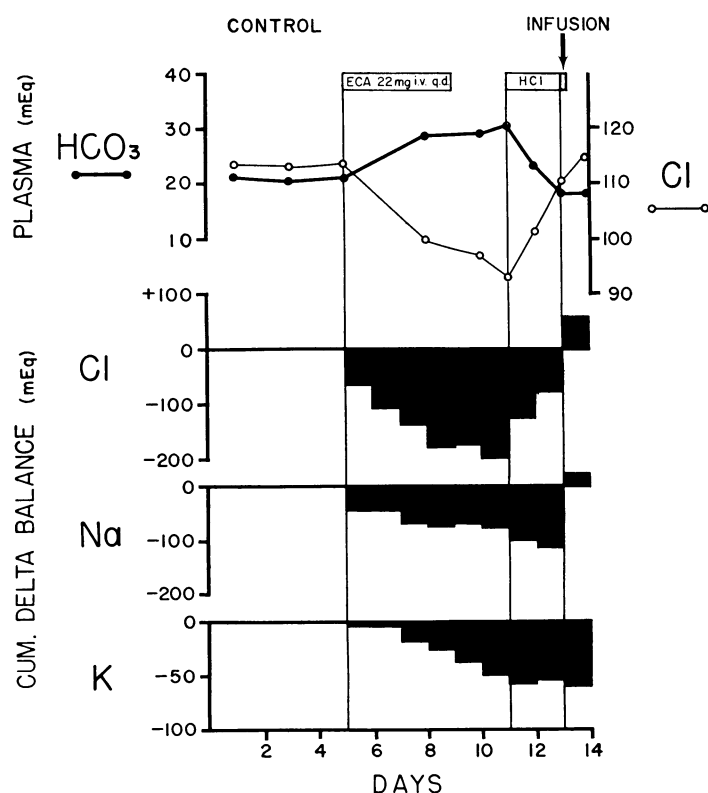 CONTROL
INFUSION
ECA 22mg i.v. q.d.
HCl
PLASMA (mEq)
HCO3
40
30
20
10
120
110
100
90
Cl
CUM. DELTA BALANCE (mEq)
Cl
+100
0
-100
-200
Na
0
-100
-200
K
0
-50
-100
2 4 6 8 10 12 14
DAYS